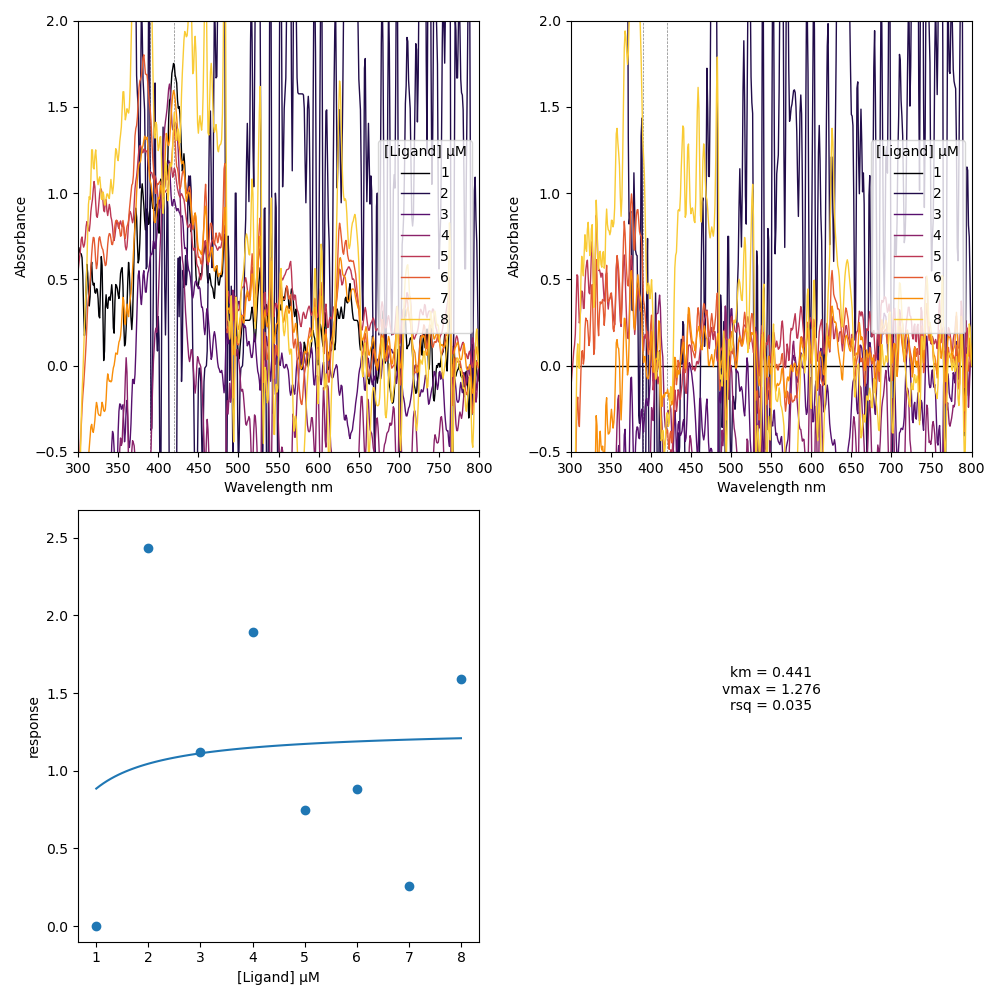 2.0
1.5
1.0
0.5
0.0
−0.5
300 350 400 450 500 550 600 650 700 750 800
Wavelength nm
Absorbance
[Ligand] μM
1
2
3
4
5
6
7
8
2.0
1.5
1.0
0.5
0.0
−0.5
300 350 400 450 500 550 600 650 700 750 800
Wavelength nm
Absorbance
[Ligand] μM
1
2
3
4
5
6
7
8
2.5
2.0
1.5
1.0
0.5
0.0
1 2 3 4 5 6 7 8
[Ligand] μM
response
km = 0.441
vmax = 1.276
rsq = 0.035